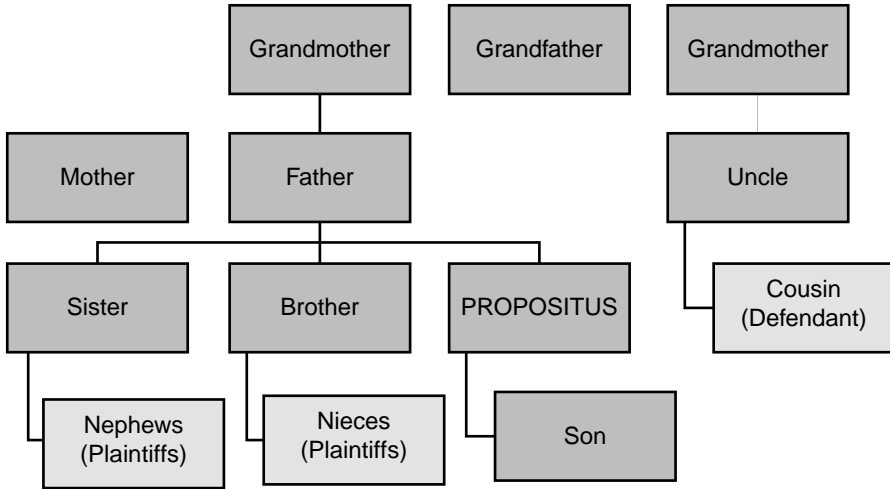 Grandmother
Grandfather
Grandmother
Mother
Father
Uncle
Sister
Brother
PROPOSITUS
Cousin
(Defendant)
Nephews
(Plaintiffs)
Nieces
(Plaintiffs)
Son